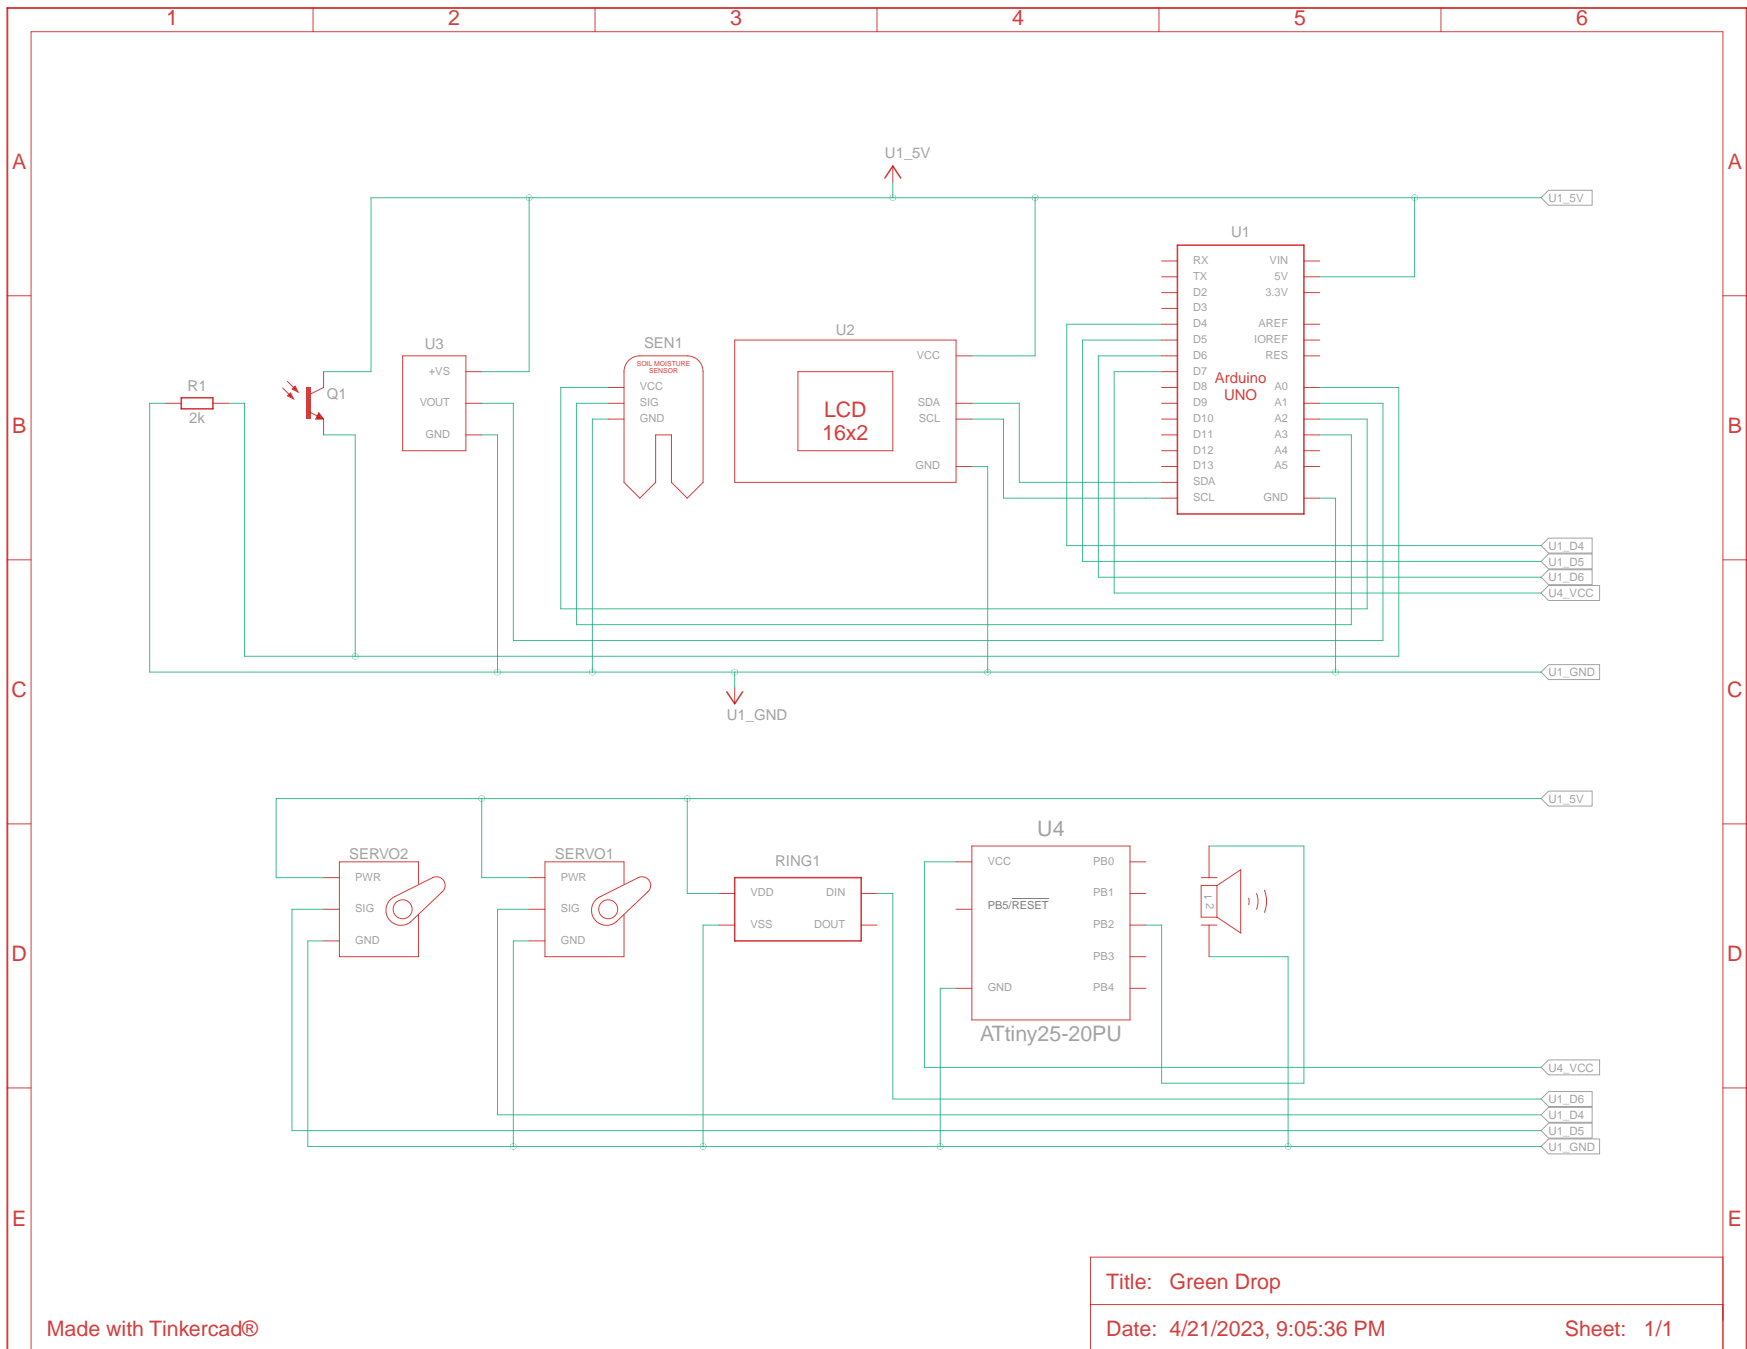 1 2 3 4 5 6
A A
U1_5V
U1_5V
U1
RX VIN
TX 5V
D2 3.3V
D3
D4 AREF
D5 IOREF
D6 RES
D7
Arduino
UNO
D8 A0
D9 A1
D10 A2
D11 A3
D12 A4
D13 A5
SDA
SCL GND
B B
R1
2k
Q1
U3
+VS
VOUT
GND
SEN1
SOIL MOISTURE
SENSOR
VCC
SIG
GND
U2
VCC
LCD
16x2
SDA
SCL
GND
U1_D4
U1_D5
U1_D6
U4_VCC
C C
U1_GND
U1_GND
U1_5V
D D
SERVO2
PWR
SIG
GND
SERVO1
PWR
SIG
GND
RING1
VDD DIN
VSS DOUT
U4
VCC PB0
PB1
PB5/RESET
PB2
PB3
GND PB4
ATtiny25-20PU
1 2
U4_VCC
U1_D6
U1_D4
U1_D5
U1_GND
E E
Title: Green Drop
Made with Tinkercad®
Date: 4/21/2023, 9:05:36 PM Sheet: 1/1